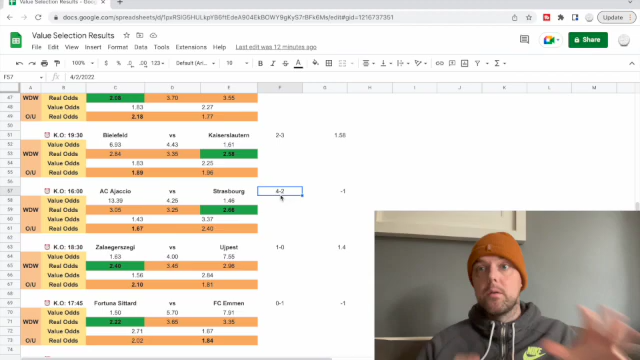 Value Selection Results
docs.google.com/spreadsheets/d/1pxRSIG5HULkpY6BtfEdeA904EkBOWY9gKyS7rBFk6Ms/edit#gid=1216737351
Update
Value Selection Results
File Edit View Insert Format Data Tools Extensions Help Last edit was 12 minutes ago
Share
100% $ % .0 .00 123 Default (Ari... 10 B I S A
F57 fx 4/2/2022
A B C D E F G H I J K L M
47 WDW Real Odds 3.70 3.55
48 Value Odds 1.83 2.27
49 O/U Real Odds 2.18 1.77
51 K.O: 19:30 Bielefeld vs Kaiserslautern 2-3 1.58
52 Value Odds 6.93 4.43 1.61
53 WDW Real Odds 2.84 3.35 2.58
54 Value Odds 1.83 2.25
55 O/U Real Odds 1.89 1.96
57 K.O: 16:00 AC Ajaccio vs Strasbourg 4-2 -1
58 Value Odds 13.39 4.25 1.46
59 WDW Real Odds 3.05 3.25
60 Value Odds 1.43 3.37
61 O/U Real Odds 1.67 2.40
63 K.O: 18:30 Zalaegerszegi vs Ujpest 1-0 1.4
64 Value Odds 1.63 4.00 7.55
65 WDW Real Odds 2.40 3.45 2.96
66 Value Odds 1.56 2.84
67 O/U Real Odds 2.10 1.81
69 K.O: 17:45 Fortuna Sittard vs FC Emmen 0-1 -1
70 Value Odds 1.50 5.70 7.91
71 WDW Real Odds 2.22 3.65 3.35
72 Value Odds 2.71 1.67
73 O/U Real Odds 2.02 1.84
74